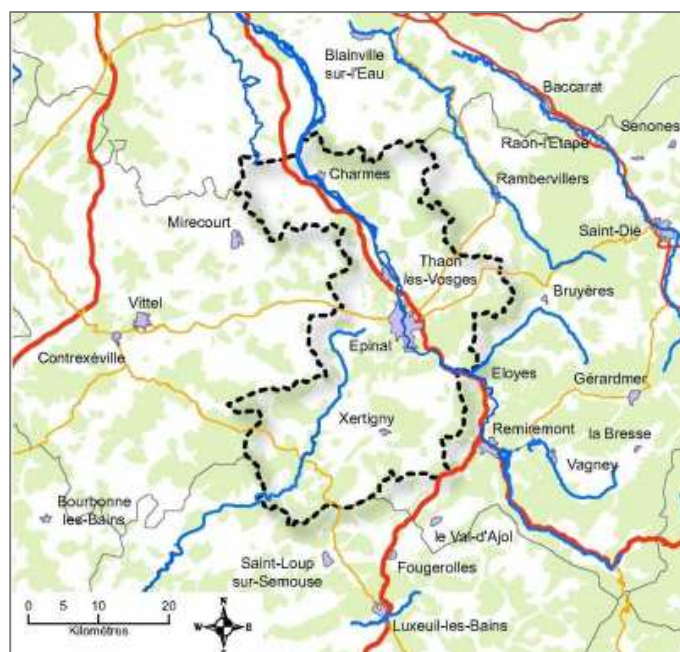 Blainville
sur-l'Eau
Baccarat
Raon-l'Etape
Senones
Charmes
Rambervillers
Mirecourt
Saint-Dié
Thaon
les-Vosges
Bruyères
Vittel
Contrexéville
Epinal
Eloyes
Gérardmer
Xertigny
Remiremont
la Bresse
Vagney
Bourbonne
les-Bains
le Val-d'Ajol
Saint-Loup
sur-Semouse
Fougerolles
Luxeuil-les-Bains
0 5 10 20
Kilomètres
N
W E
S